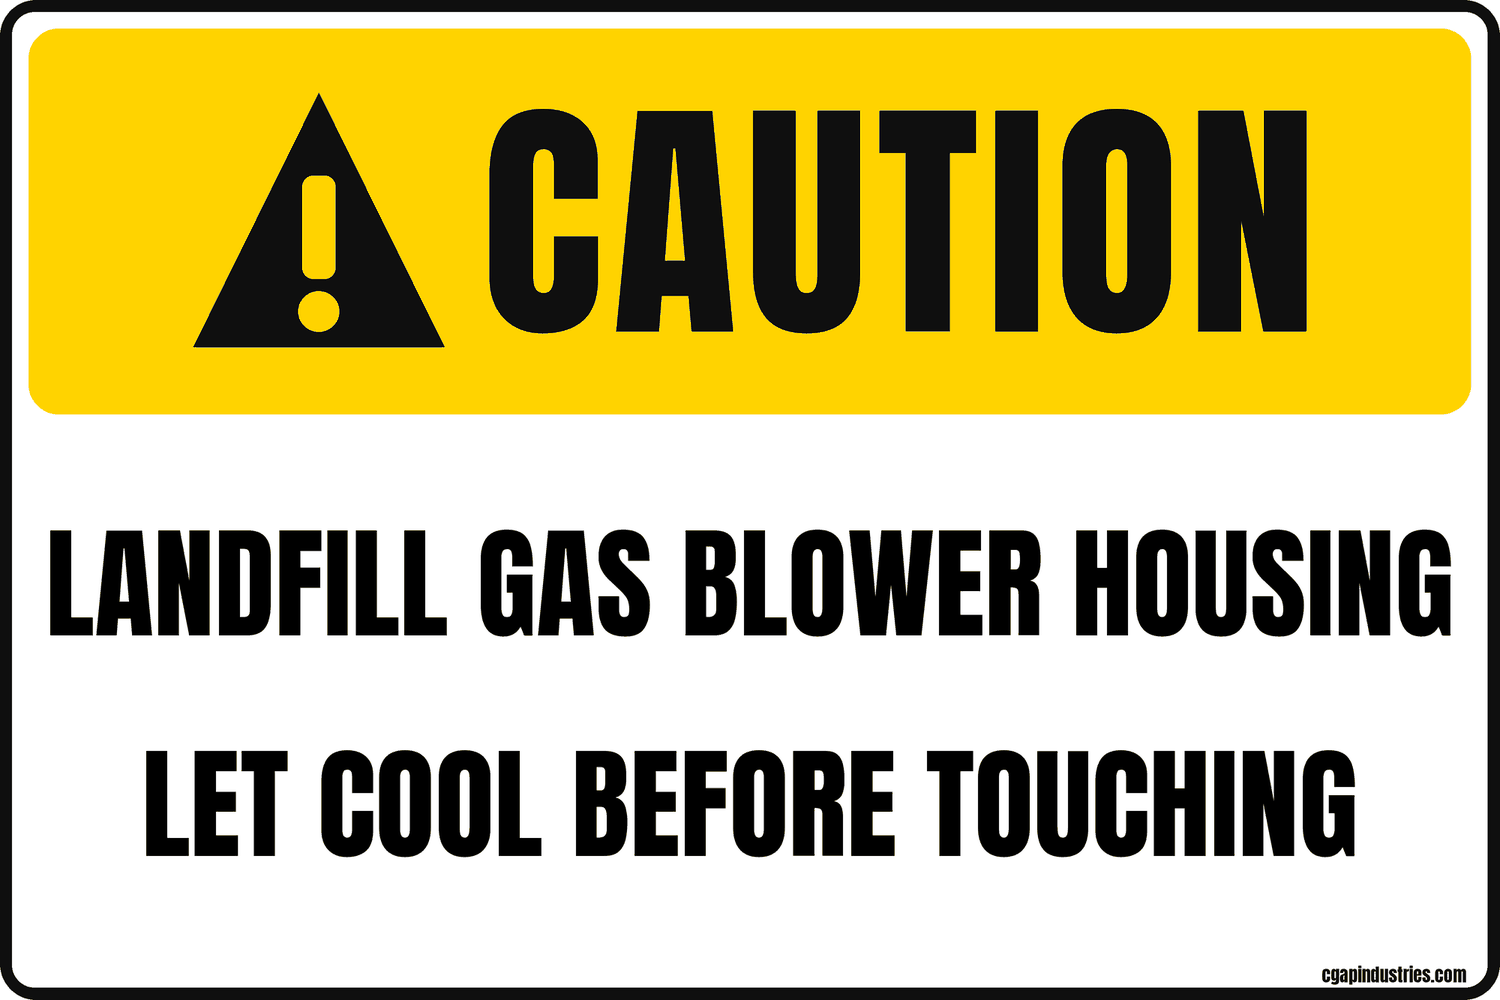 CAUTION
LANDFILL GAS BLOWER HOUSING
LET COOL BEFORE TOUCHING
cgapindustries.com